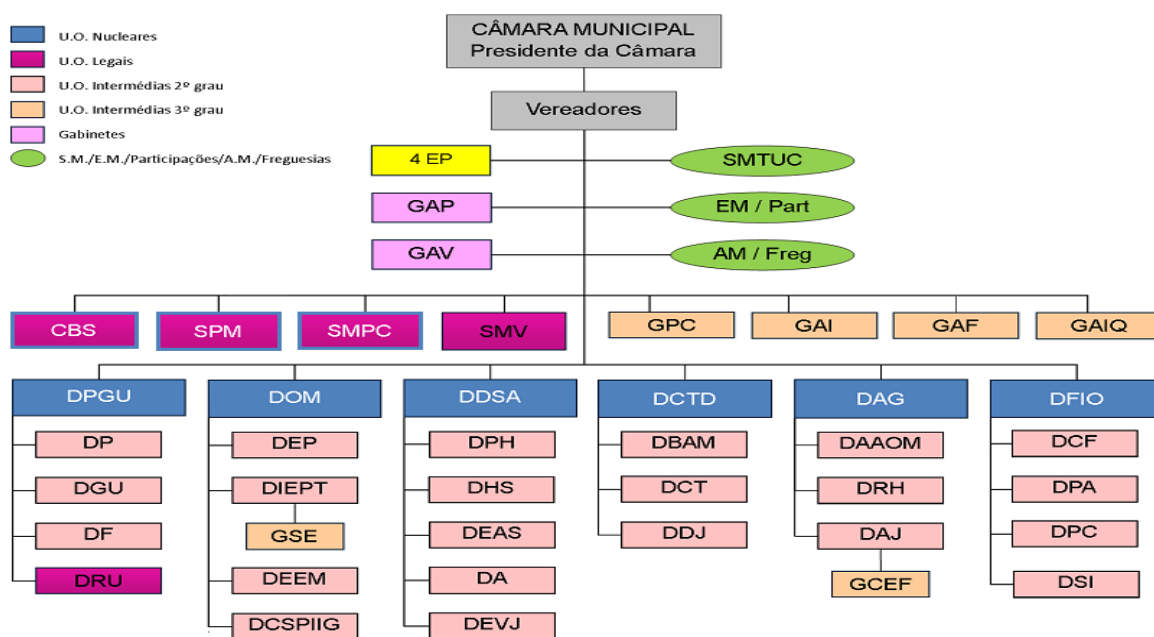 CÂMARA MUNICIPAL
Presidente da Câmara
Vereadores
U.O. Nucleares
U.O. Legais
U.O. Intermédias 2º grau
U.O. Intermédias 3º grau
Gabinetes
S.M./E.M./Participações/A.M./Freguesias
4 EP
SMTUC
GAP
EM / Part
GAV
AM / Freg
CBS
SPM
SMPC
SMV
GPC
GAI
GAF
GAIQ
DPGU
DOM
DDSA
DCTD
DAG
DFIO
DP
DEP
DPH
DBAM
DAAOM
DCF
DGU
DIEPT
DHS
DCT
DRH
DPA
DF
GSE
DEAS
DDJ
DAJ
DPC
DRU
DEEM
DA
GCEF
DSI
DCSPIIG
DEVJ